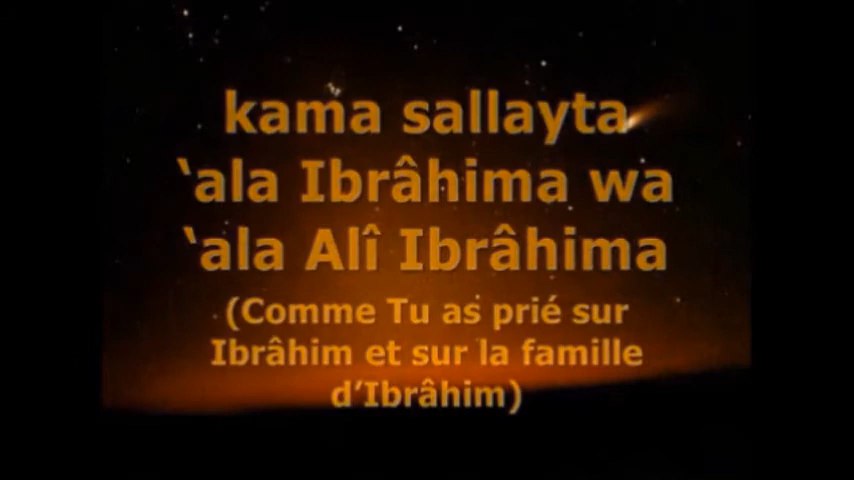 kama sallayta
‘ala Ibrâhima wa
‘ala Alî Ibrâhima
(Comme Tu as prié sur
Ibrâhim et sur la famille
d’Ibrâhim)